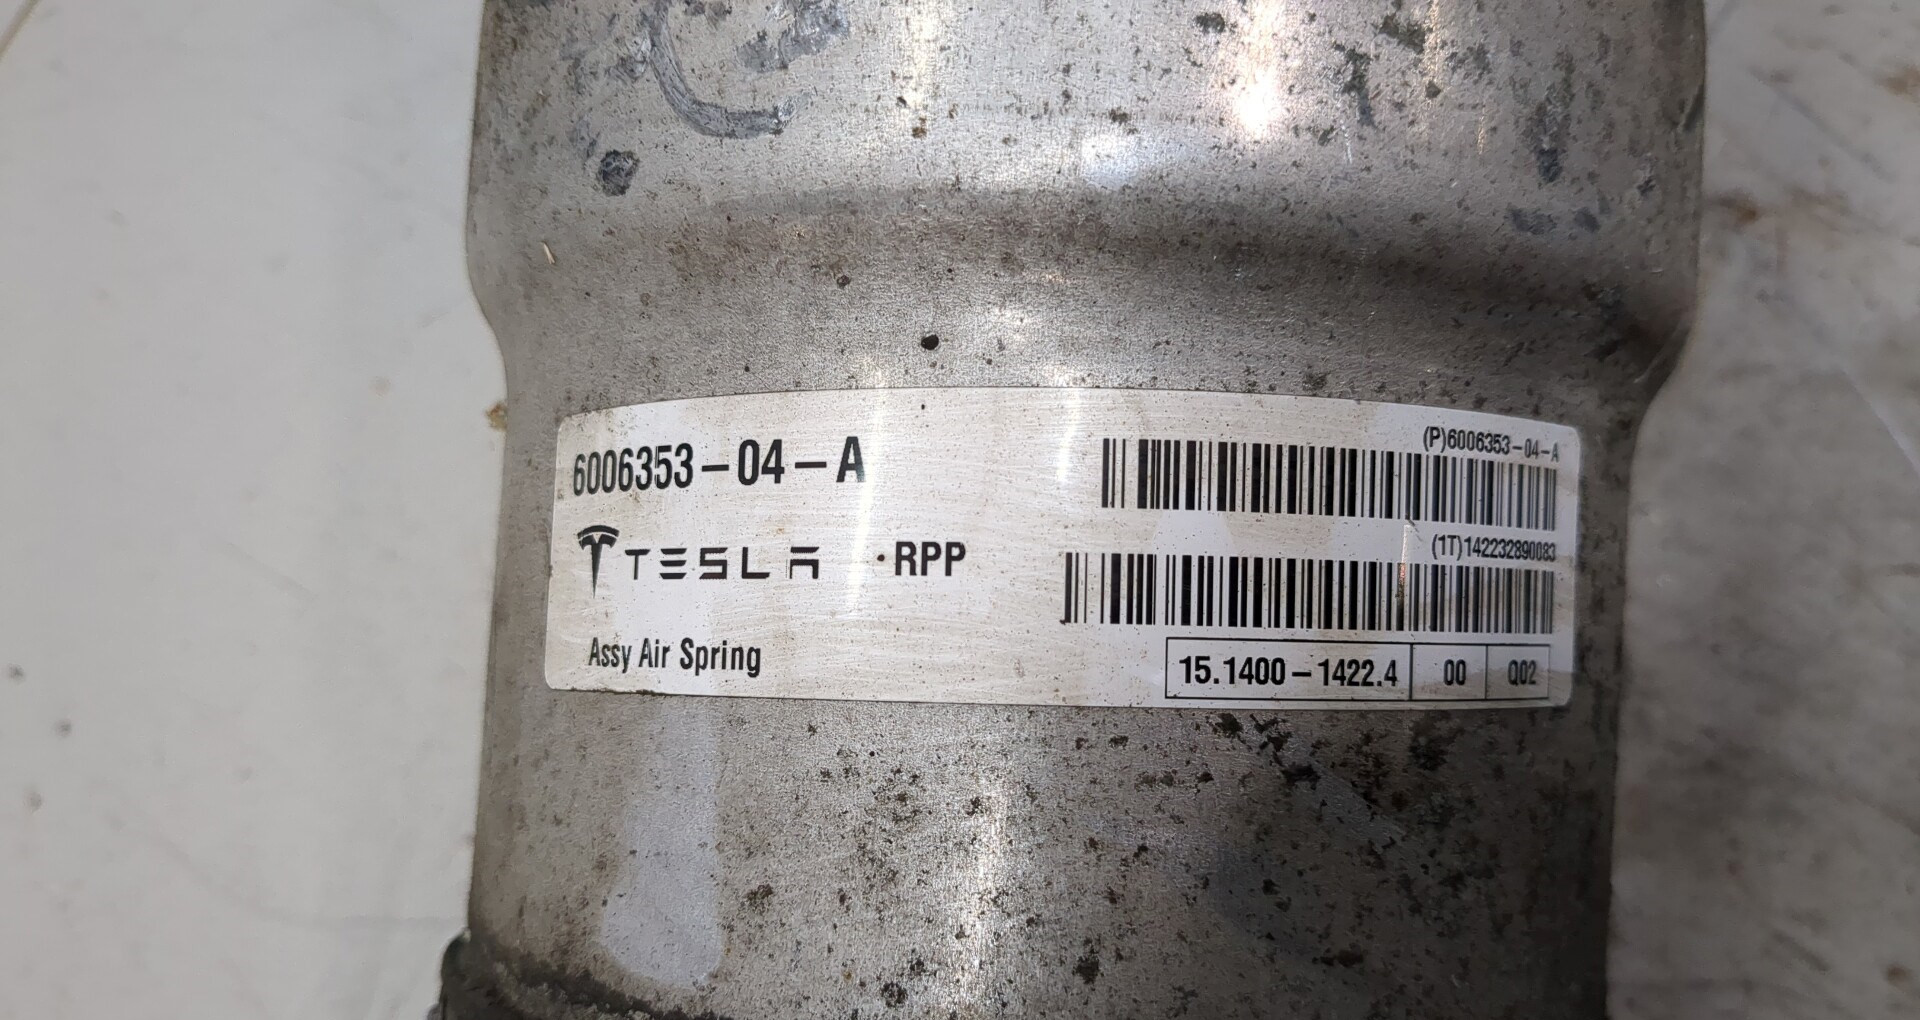 6006353-04-A
(P)6006353-04-A
TESLA
·RPP
(1T)142232890083
Assy Air Spring
15.1400-1422.4 00 Q02